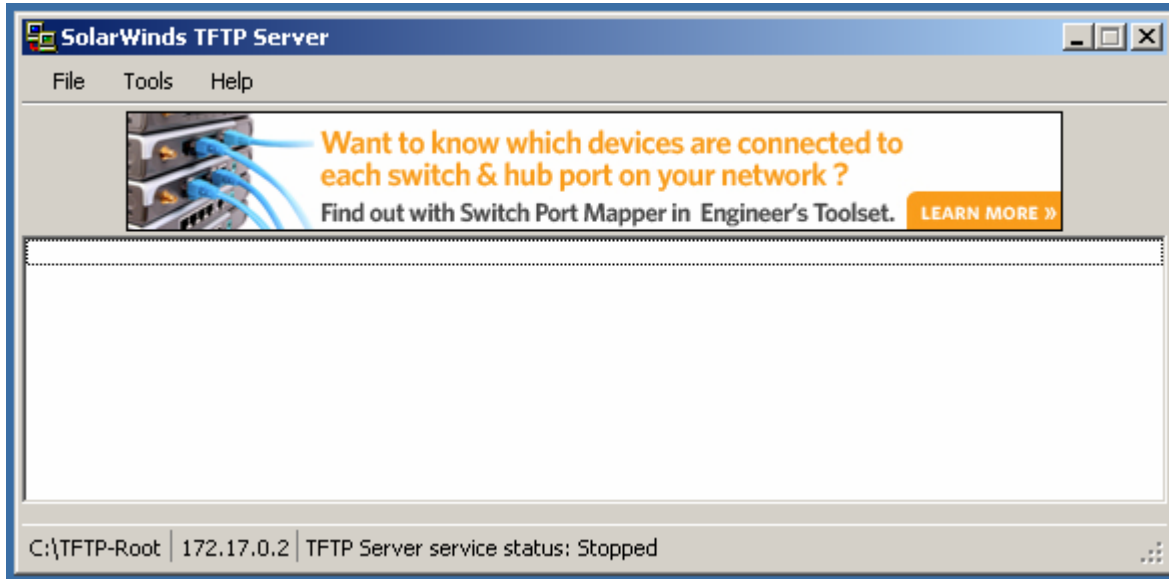 SolarWinds TFTP Server
File Tools Help
Want to know which devices are connected to
each switch & hub port on your network ?
Find out with Switch Port Mapper in Engineer's Toolset. LEARN MORE »
C:\TFTP-Root 172.17.0.2 TFTP Server service status: Stopped